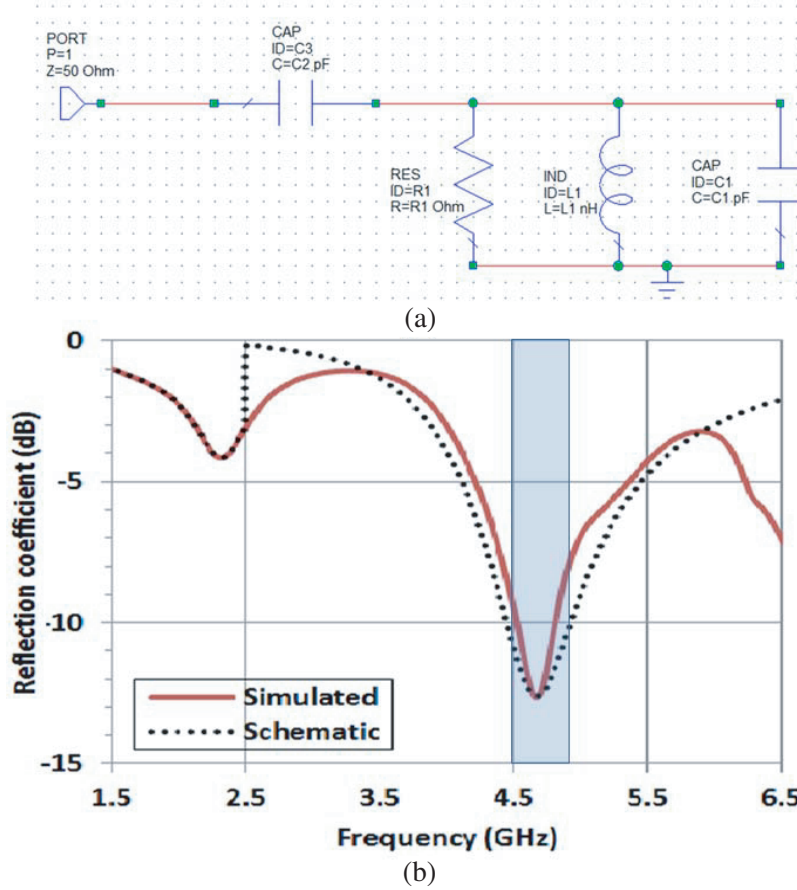 PORT
P=1
Z=50 Ohm
CAP
ID=C3
C=C2 pF
RES
ID=R1
R=R1 Ohm
IND
ID=L1
L=L1 nH
CAP
ID=C1
C=C1 pF
(a)
0
-5
-10
-15
Reflection coefficient (dB)
Simulated
Schematic
1.5
2.5
3.5
4.5
5.5
6.5
Frequency (GHz)
(b)